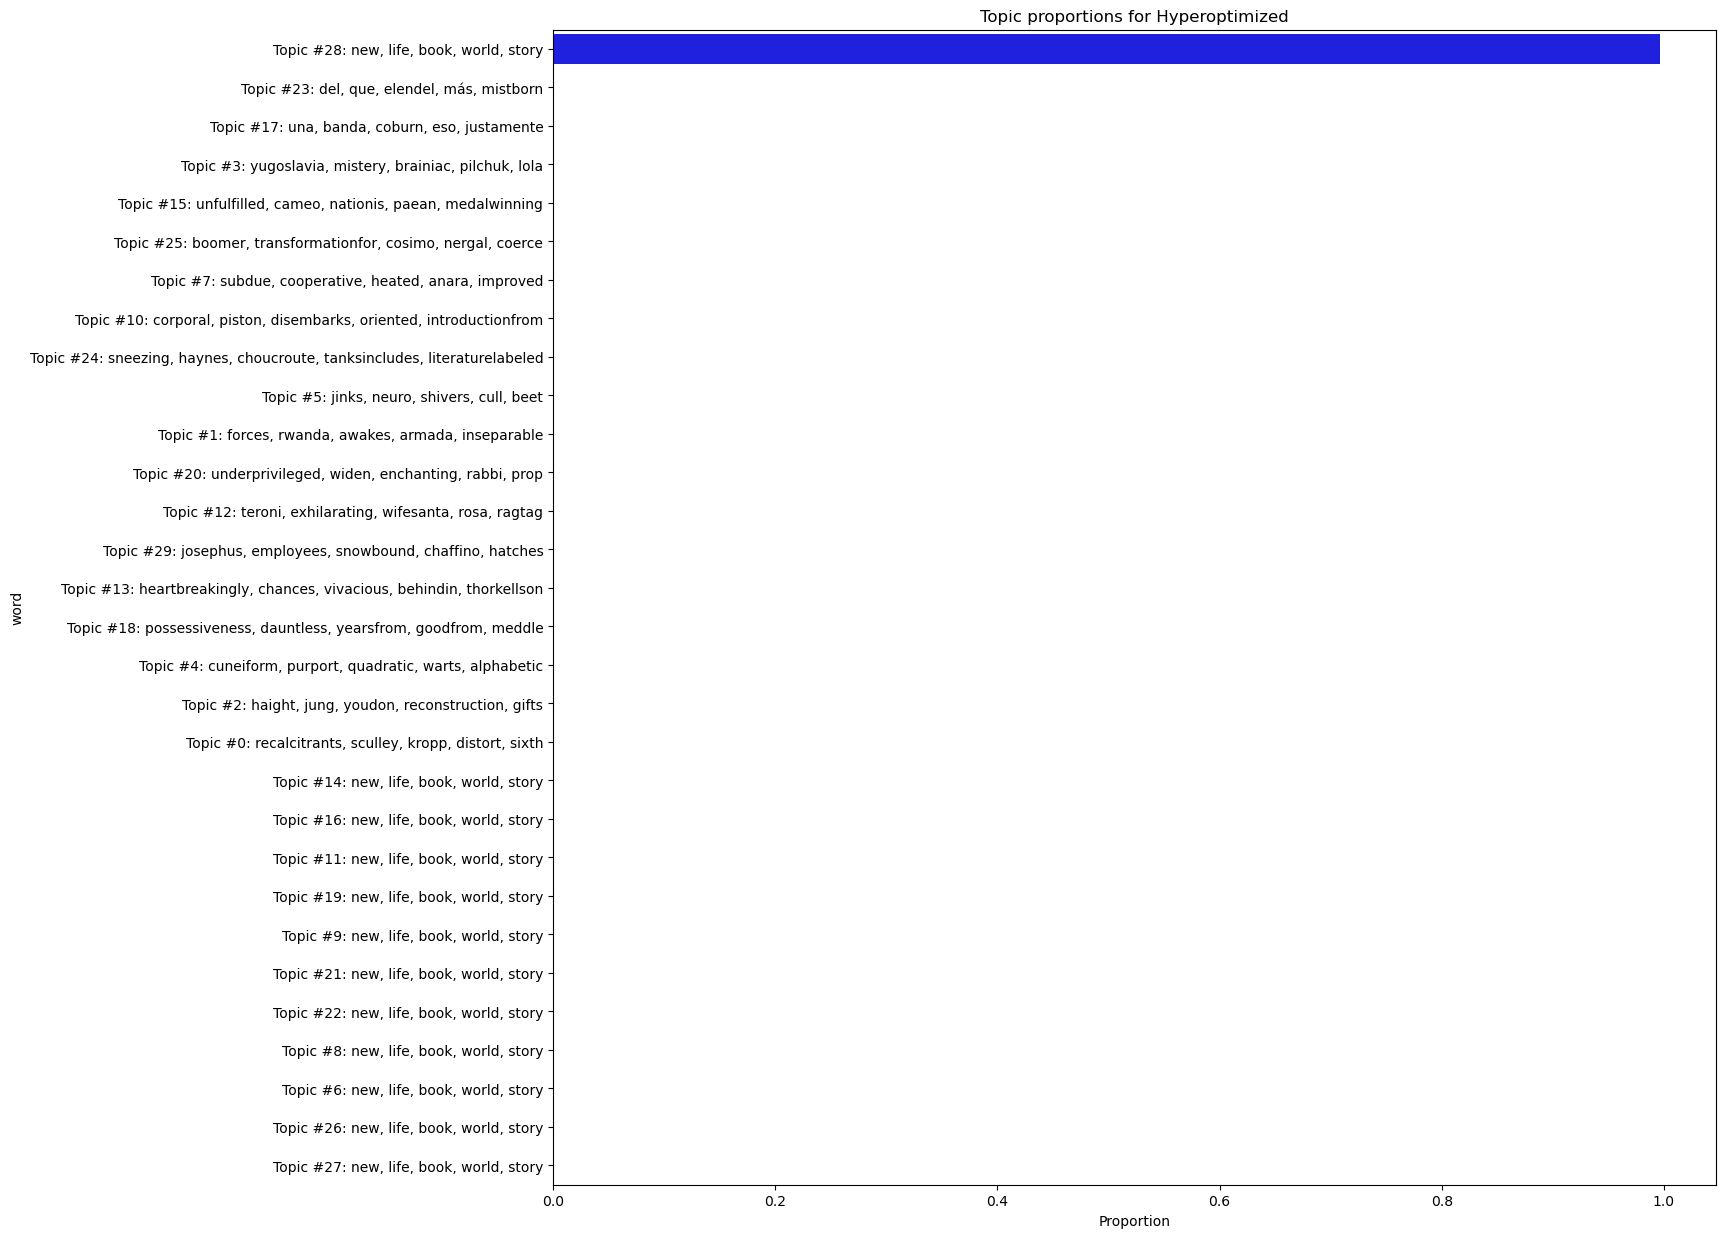 Topic proportions for Hyperoptimized
Topic #28: new, life, book, world, story
Topic #23: del, que, elendel, más, mistborn
Topic #17: una, banda, coburn, eso, justamente
Topic #3: yugoslavia, mistery, brainiac, pilchuk, lola
Topic #15: unfulfilled, cameo, nationis, paean, medalwinning
Topic #25: boomer, transformationfor, cosimo, nergal, coerce
Topic #7: subdue, cooperative, heated, anara, improved
Topic #10: corporal, piston, disembarks, oriented, introductionfrom
Topic #24: sneezing, haynes, choucroute, tanksincludes, literaturelabeled
Topic #5: jinks, neuro, shivers, cull, beet
Topic #1: forces, rwanda, awakes, armada, inseparable
Topic #20: underprivileged, widen, enchanting, rabbi, prop
Topic #12: teroni, exhilarating, wifesanta, rosa, ragtag
Topic #29: josephus, employees, snowbound, chaffino, hatches
Topic #13: heartbreakingly, chances, vivacious, behindin, thorkellson
Topic #18: possessiveness, dauntless, yearsfrom, goodfrom, meddle
Topic #4: cuneiform, purport, quadratic, warts, alphabetic
Topic #2: haight, jung, youdon, reconstruction, gifts
Topic #0: recalcitrants, sculley, kropp, distort, sixth
Topic #14: new, life, book, world, story
Topic #16: new, life, book, world, story
Topic #11: new, life, book, world, story
Topic #19: new, life, book, world, story
Topic #9: new, life, book, world, story
Topic #21: new, life, book, world, story
Topic #22: new, life, book, world, story
Topic #8: new, life, book, world, story
Topic #6: new, life, book, world, story
Topic #26: new, life, book, world, story
Topic #27: new, life, book, world, story
word
0.0 0.2 0.4 0.6 0.8 1.0
Proportion